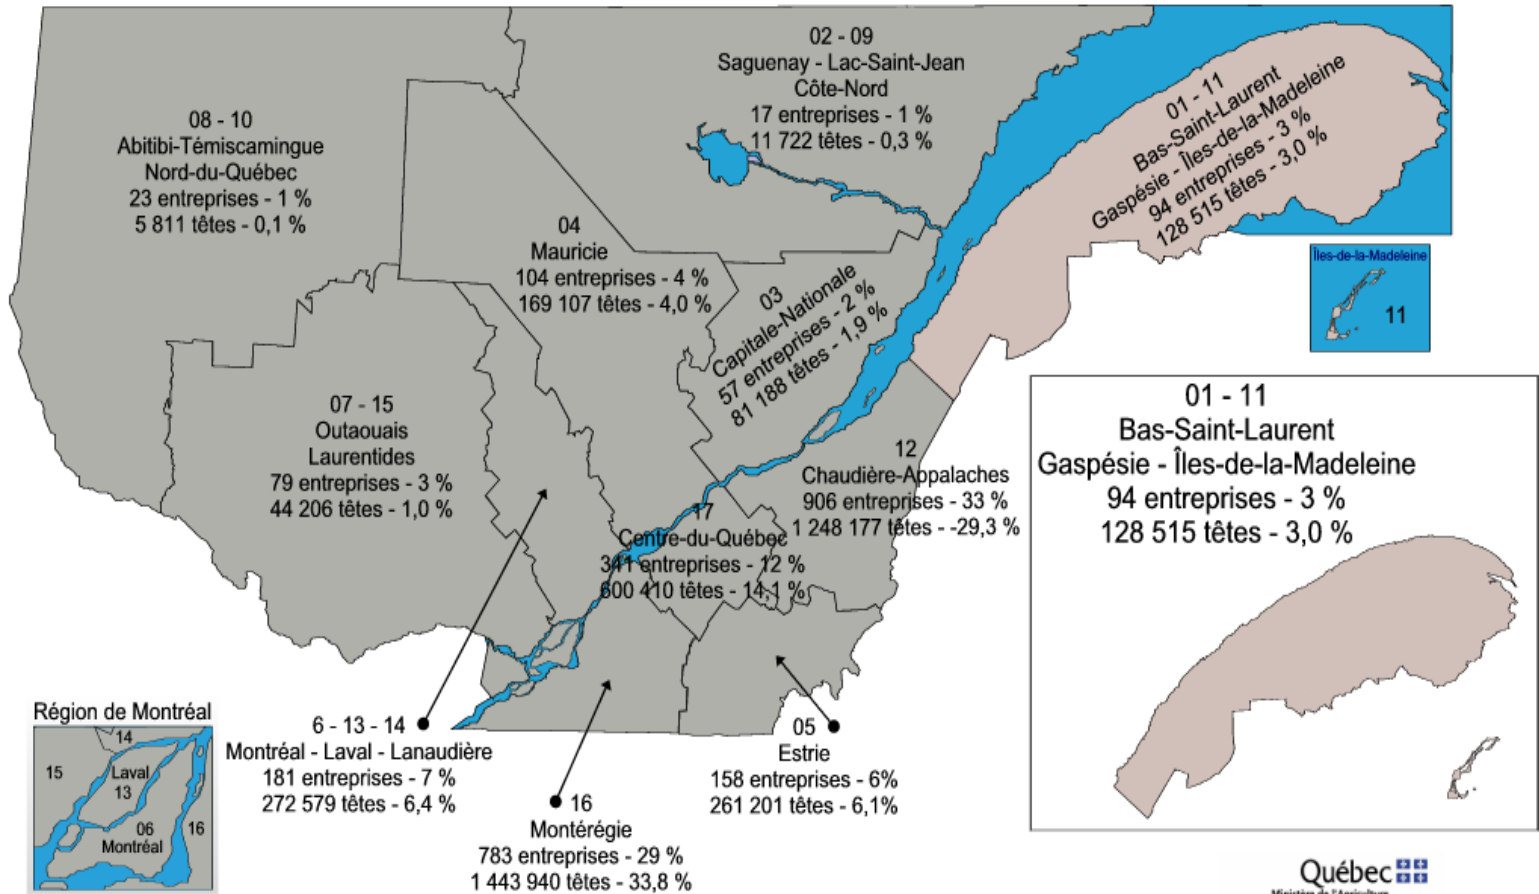 02 - 09
Saguenay - Lac-Saint-Jean
Côte-Nord
17 entreprises - 1 %
11 722 têtes - 0,3 %
01 - 11
Bas-Saint-Laurent
Gaspésie - Îles-de-la-Madeleine
94 entreprises - 3 %
128 515 têtes - 3,0 %
08 - 10
Abitibi-Témiscamingue
Nord-du-Québec
23 entreprises - 1 %
5 811 têtes - 0,1 %
04
Mauricie
104 entreprises - 4 %
169 107 têtes - 4,0 %
03
Capitale-Nationale
57 entreprises - 2 %
81 188 têtes - 1,9 %
Îles-de-la-Madeleine
11
07 - 15
Outaouais
Laurentides
79 entreprises - 3 %
44 206 têtes - 1,0 %
12
Chaudière-Appalaches
906 entreprises - 33 %
1 248 177 têtes - -29,3 %
17
Centre-du-Québec
341 entreprises - 12 %
600 410 têtes - 14,1 %
01 - 11
Bas-Saint-Laurent
Gaspésie - Îles-de-la-Madeleine
94 entreprises - 3 %
128 515 têtes - 3,0 %
Région de Montréal
14
15
Laval
13
06
Montréal
16
6 - 13 - 14
Montréal - Laval - Lanaudière
181 entreprises - 7 %
272 579 têtes - 6,4 %
16
Montérégie
783 entreprises - 29 %
1 443 940 têtes - 33,8 %
05
Estrie
158 entreprises - 6%
261 201 têtes - 6,1%
Québec